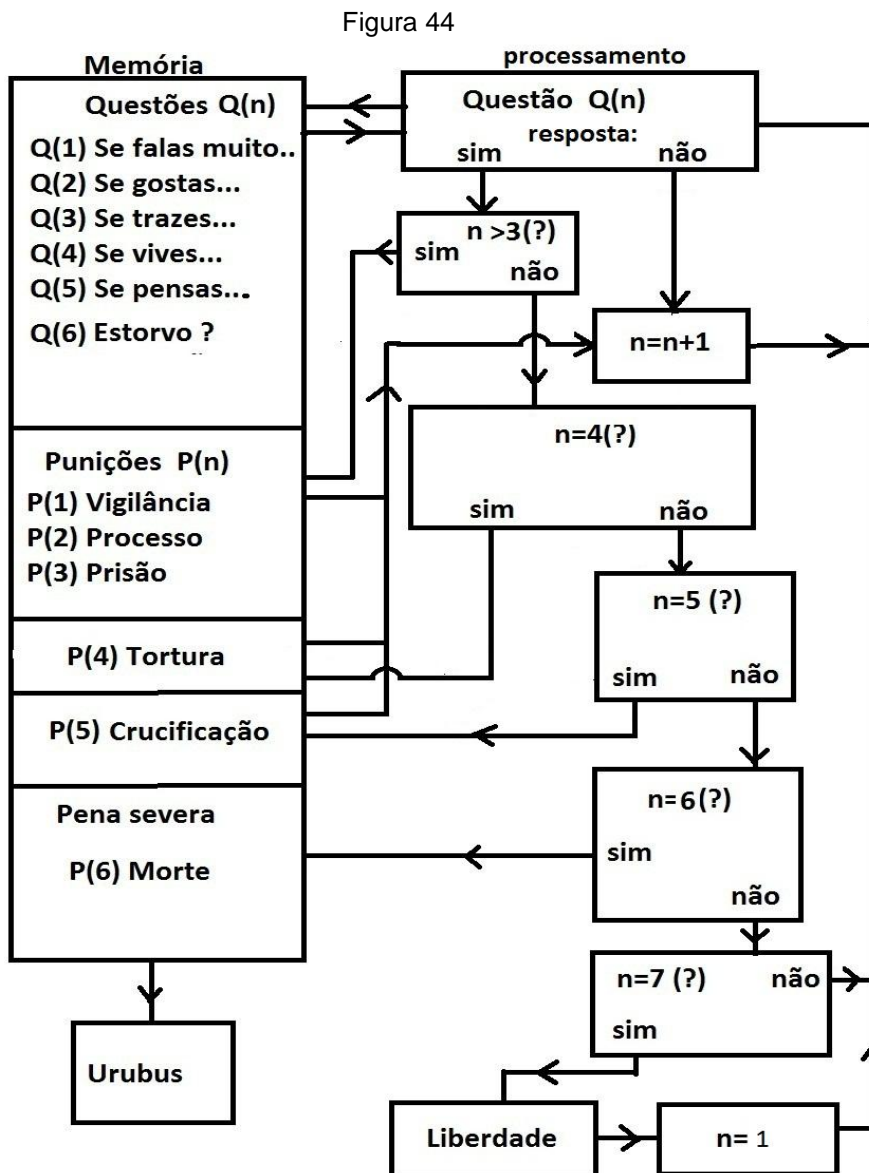 Figura 44
Memória
Questões Q(n)
Q(1) Se falas muito..
Q(2) Se gostas...
Q(3) Se trazes...
Q(4) Se vives...
Q(5) Se pensas...
Q(6) Estorvo ?
Punições P(n)
P(1) Vigilância
P(2) Processo
P(3) Prisão
P(4) Tortura
P(5) Crucificação
Pena severa
P(6) Morte
Urubus
processamento
Questão Q(n)
resposta:
sim não
n >3(?)
sim
não
n=n+1
n=4(?)
sim não
n=5 (?)
sim não
n=6(?)
sim
não
n=7 (?) não
sim
Liberdade
n= 1